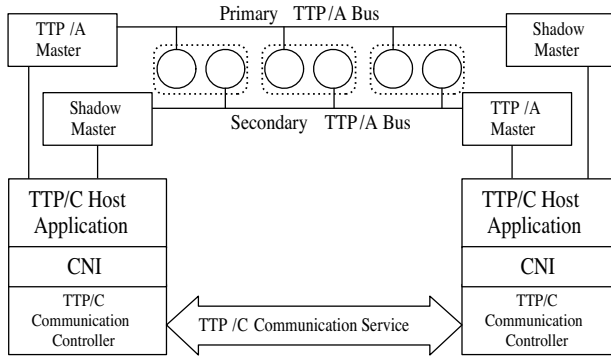 Primary TTP/A Bus
TTP /A
Master
Shadow
Master
Shadow
Master
Secondary TTP/A Bus
TTP /A
Master
TTP/C Host
Application
CNI
TTP/C
Communication
Controller
TTP /C Communication Service
TTP/C Host
Application
CNI
TTP/C
Communication
Controller